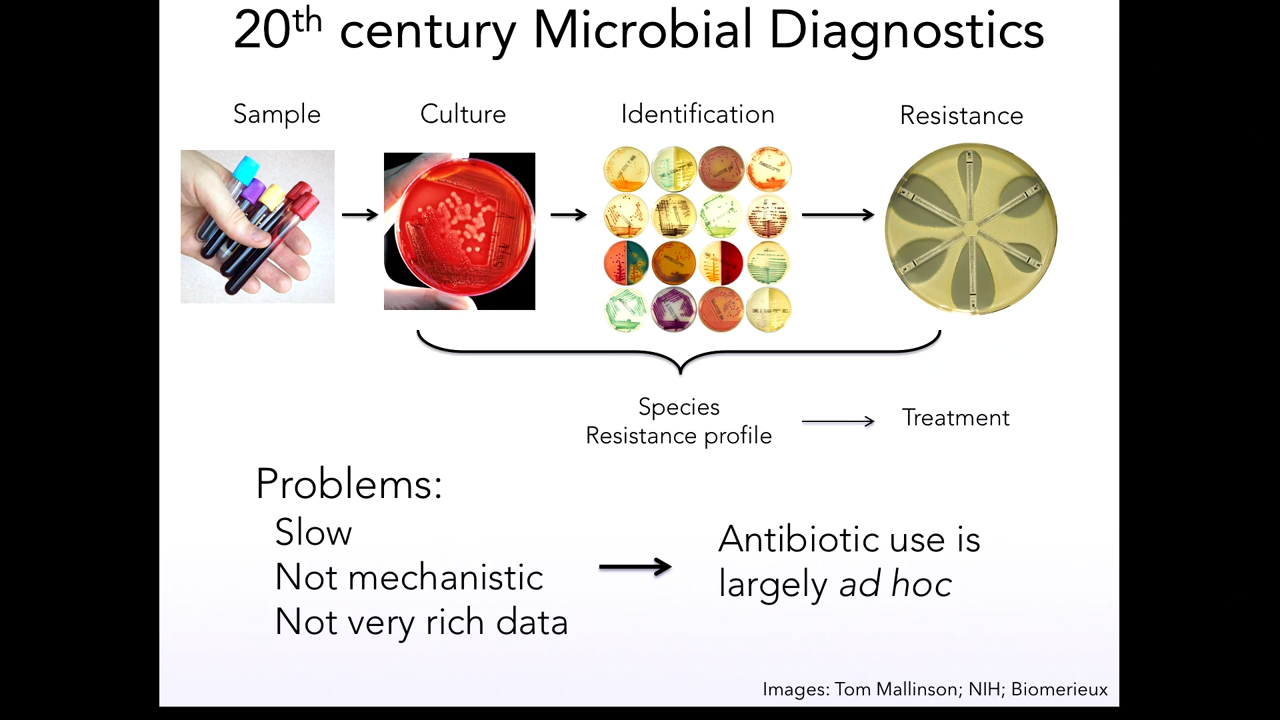 20th century Microbial Diagnostics
Sample
Culture
Identification
Resistance
Species
Resistance profile
Treatment
Problems:
Slow
Not mechanistic
Not very rich data
Antibiotic use is
largely ad hoc
Images: Tom Mallinson; NIH; Biomerieux